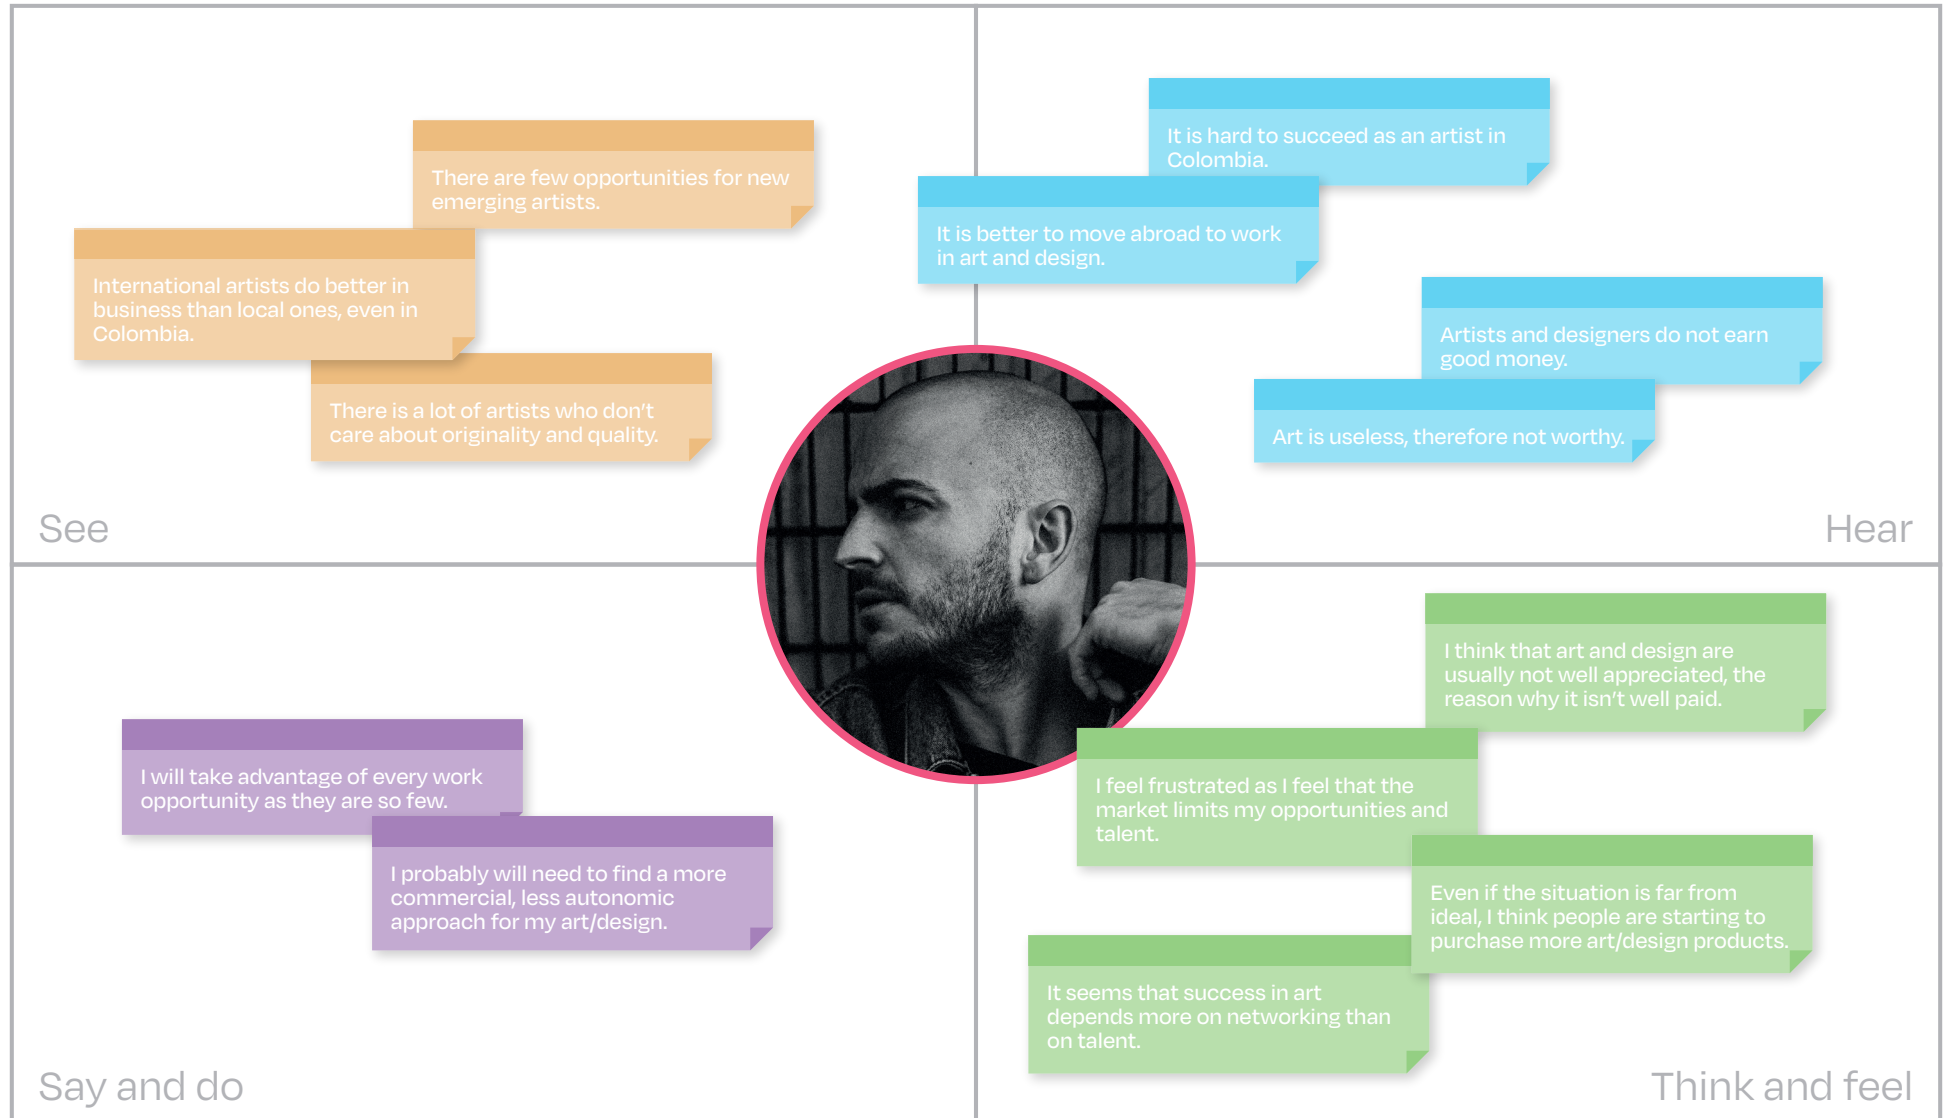 There are few opportunities for new
emerging artists.
International artists do better in
business than local ones, even in
Colombia.
There is a lot of artists who don't
care about originality and quality.
See
It is hard to succeed as an artist in
Colombia.
It is better to move abroad to work
in art and design.
Artists and designers do not earn
good money.
Art is useless, therefore not worthy.
Hear
I will take advantage of every work
opportunity as they are so few.
I probably will need to find a more
commercial, less autonomic
approach for my art/design.
Say and do
I think that art and design are
usually not well appreciated, the
reason why it isn't well paid.
I feel frustrated as I feel that the
market limits my opportunities and
talent.
Even if the situation is far from
ideal, I think people are starting to
purchase more art/design products.
It seems that success in art
depends more on networking than
on talent.
Think and feel